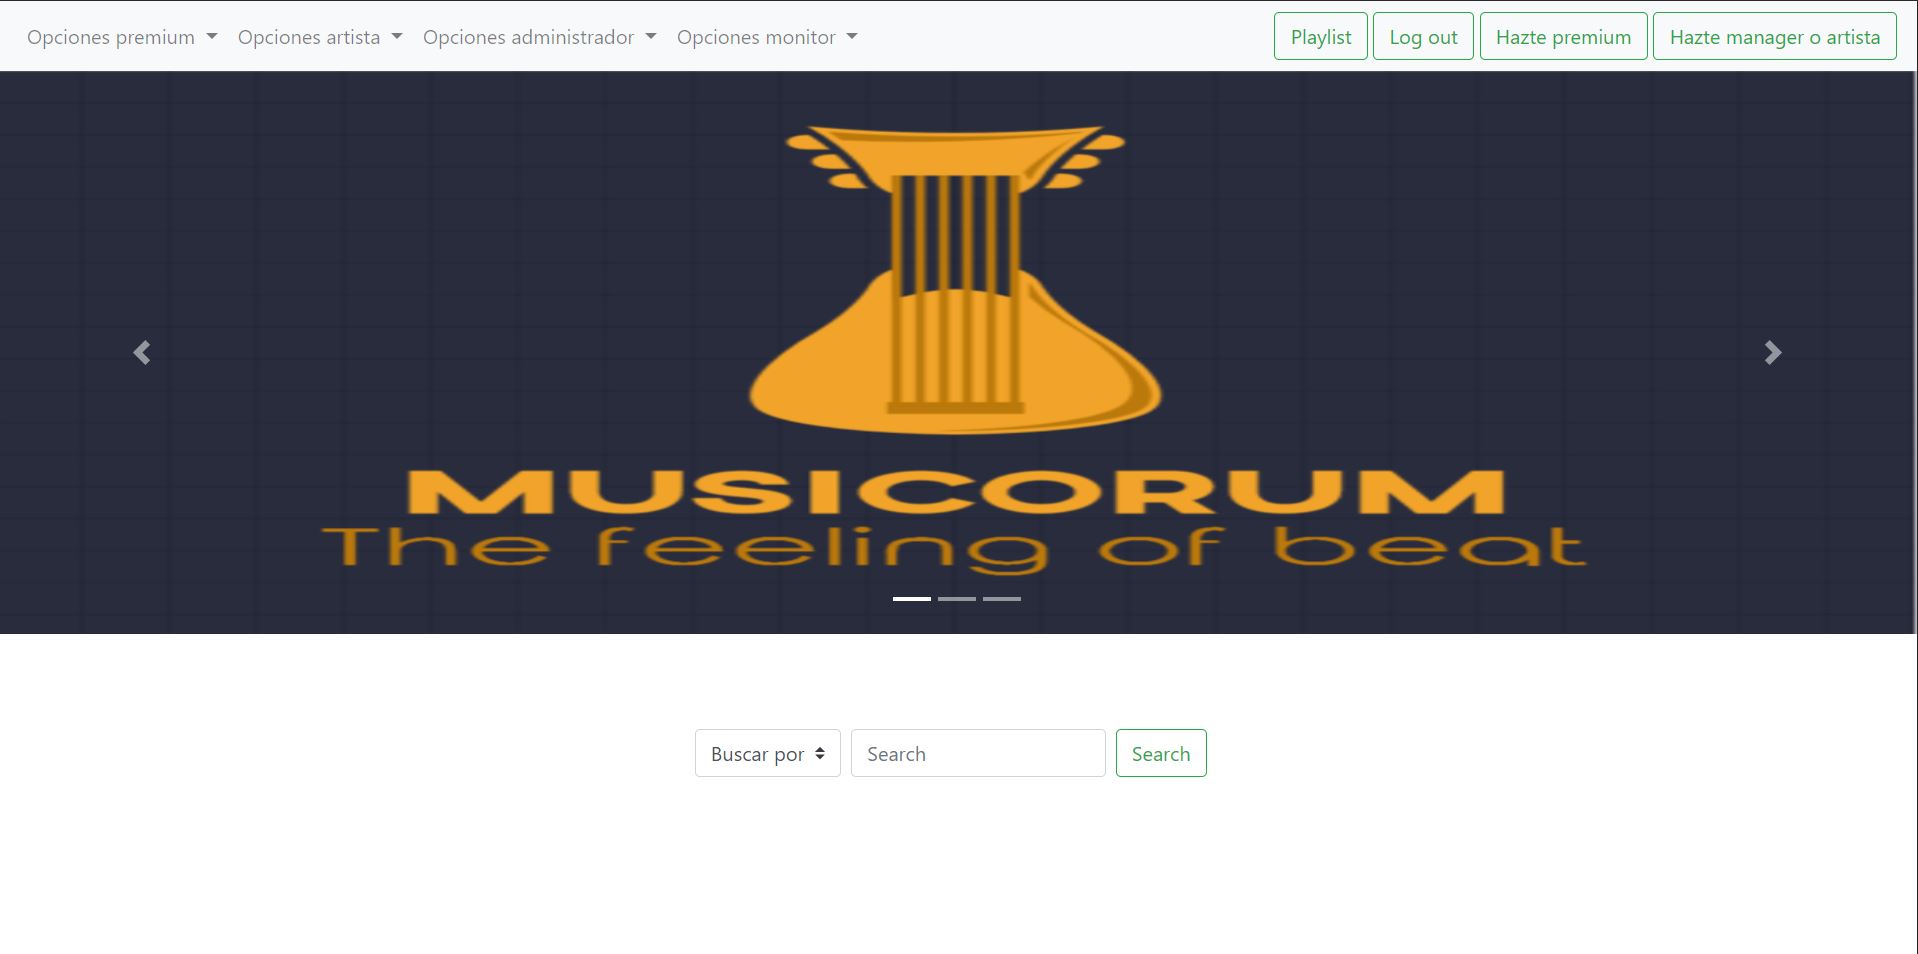 Opciones premium Opciones artista Opciones administrador Opciones monitor Playlist Log out Hazte premium Hazte manager o artista
MUSICORUM
The feeling of beat
Buscar por Search Search